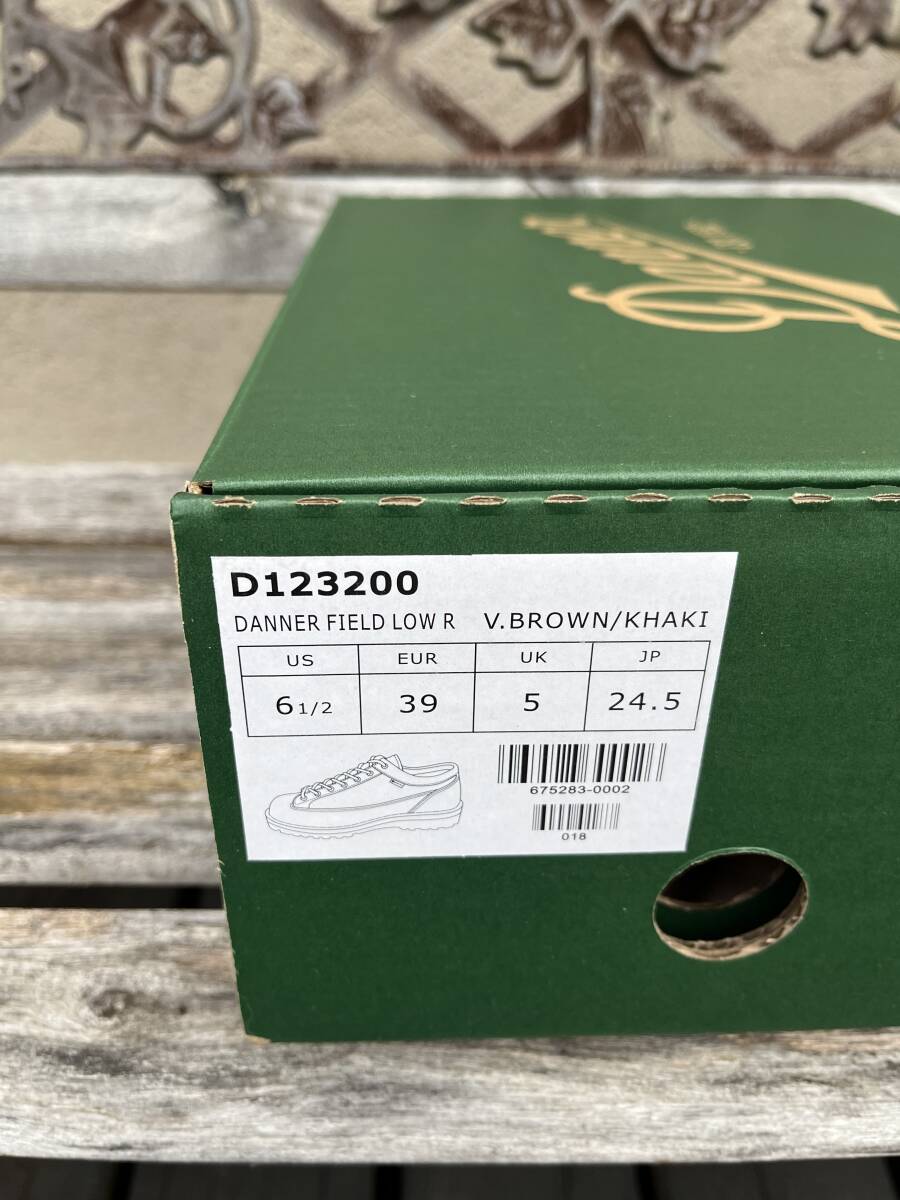 Danner
D123200
DANNER FIELD LOW R V.BROWN/KHAKI
US EUR UK JP
6 1/2 39 5 24.5
675283-0002
018